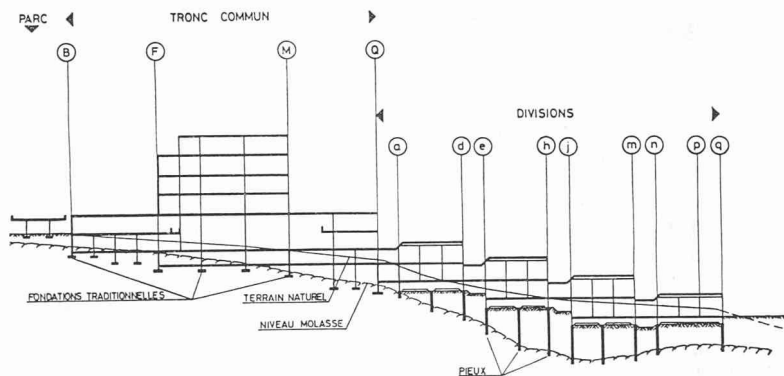 PARC
TRONC COMMUN
B
F
M
Q
DIVISIONS
a
d
e
h
j
m
n
p
q
FONDATIONS TRADITIONNELLES
TERRAIN NATUREL
NIVEAU MOLASSE
PIEUX